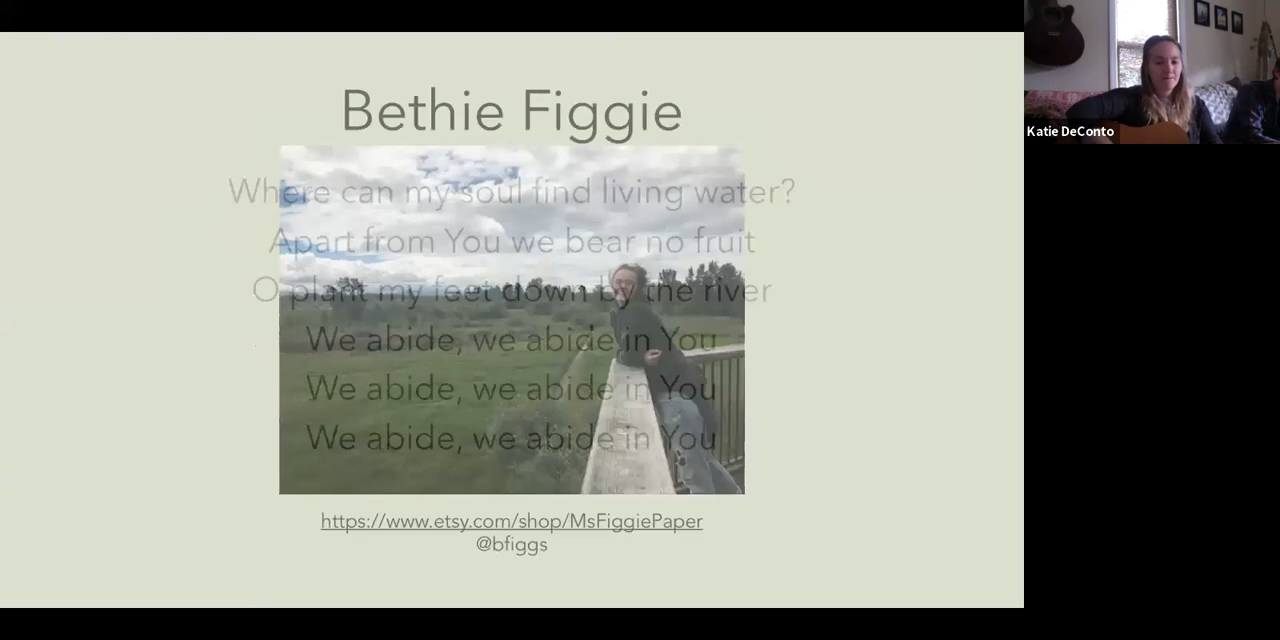 Bethie Figgie
Where can my soul find living water?
Apart from You we bear no fruit
O plant my feet down by the river
We abide, we abide in You
We abide, we abide in You
We abide, we abide in You
https://www.etsy.com/shop/MsFiggiePaper
@bfiggs
Katie DeConto